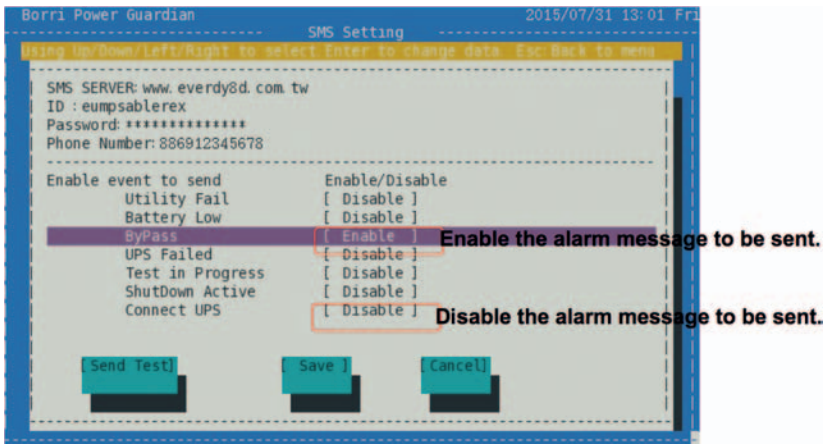 Borri Power Guardian 2015/07/31 13:01 Fri
SMS Setting
Using Up/Down/Left/Right to select. Enter to change data. Esc:Back to menu
SMS SERVER: www.everdy8d.com.tw
ID : eumpsablerex
Password: **************
Phone Number: 886912345678
Enable event to send Enable/Disable
Utility Fail [ Disable ]
Battery Low [ Disable ]
ByPass [ Enable ] Enable the alarm message to be sent.
UPS Failed [ Disable ]
Test in Progress [ Disable ]
ShutDown Active [ Disable ]
Connect UPS [ Disable ] Disable the alarm message to be sent.
[Send Test] [ Save ] [Cancel]